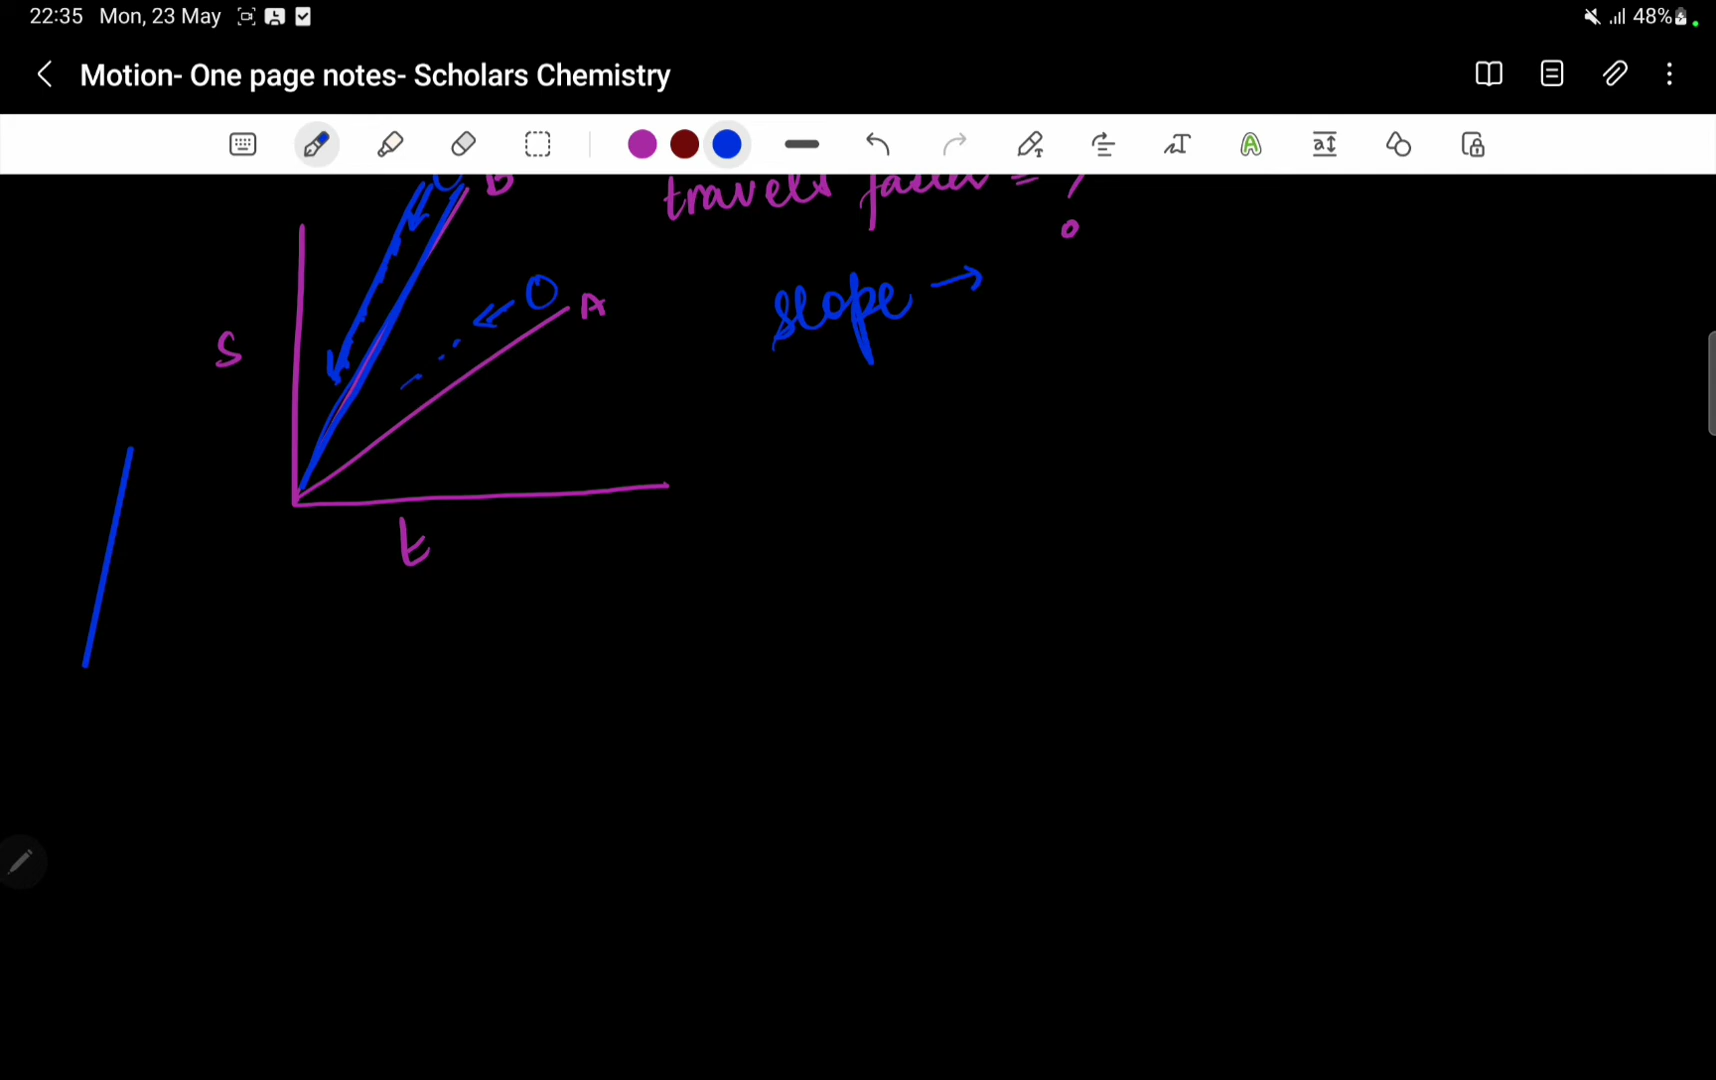 22:35 Mon, 23 May 48%
Motion- One page notes- Scholars Chemistry
travels faster = ?
B
O A
slope →
S
t